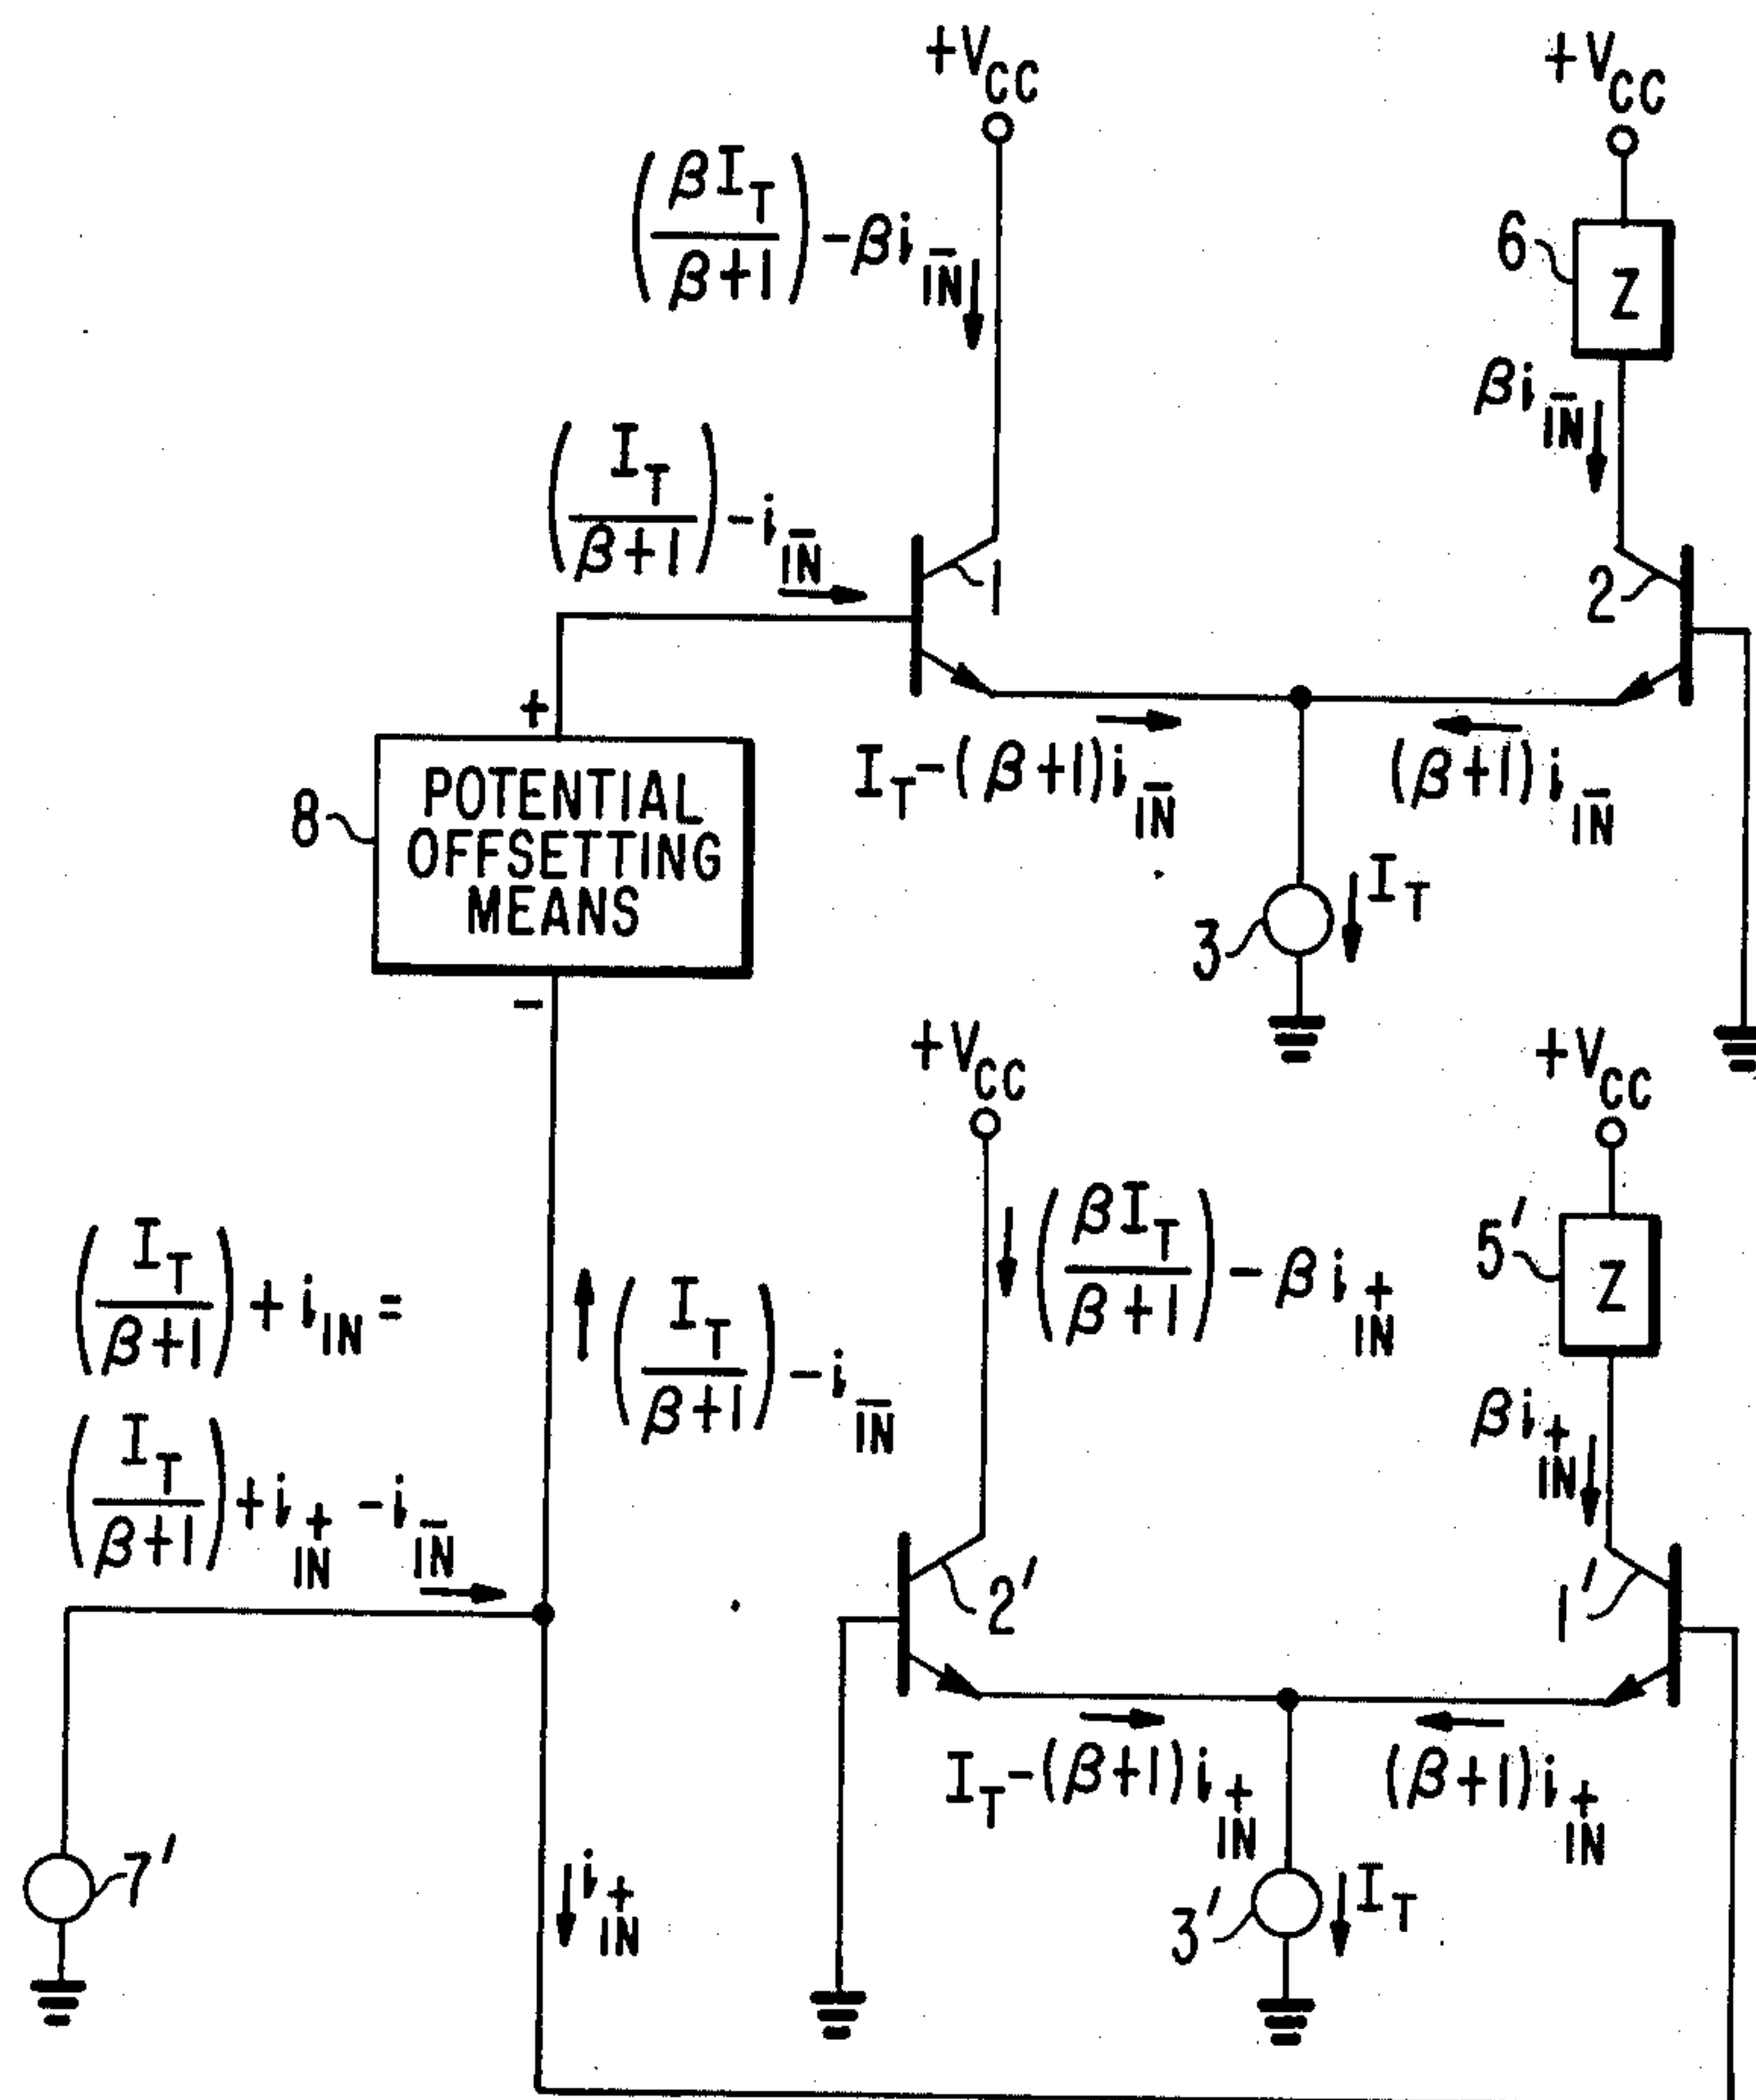 +V_CC
+V_CC
(βI_T/(β+1)) - βi_IN̄
6
Z
βi_IN̄
(I_T/(β+1)) - i_IN̄
1
2
+
I_T-(β+1)i_IN̄
(β+1)i_IN̄
8
POTENTIAL
OFFSETTING
MEANS
I_T
3
-
+V_CC
+V_CC
(I_T/(β+1)) + i_IN =
(I_T/(β+1)) - i_IN̄
(βI_T/(β+1)) - βi_IN+
5'
Z
βi_IN+
(I_T/(β+1)) + i_IN+ - i_IN̄
2'
1'
I_T-(β+1)i_IN+
(β+1)i_IN+
7'
i_IN+
3'
I_T